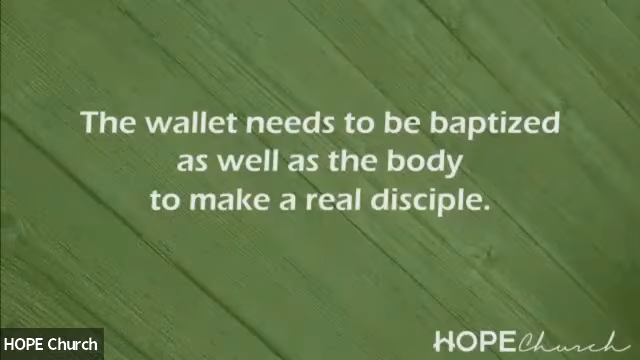 The wallet needs to be baptized
as well as the body
to make a real disciple.
HOPE Church
HOPE Church